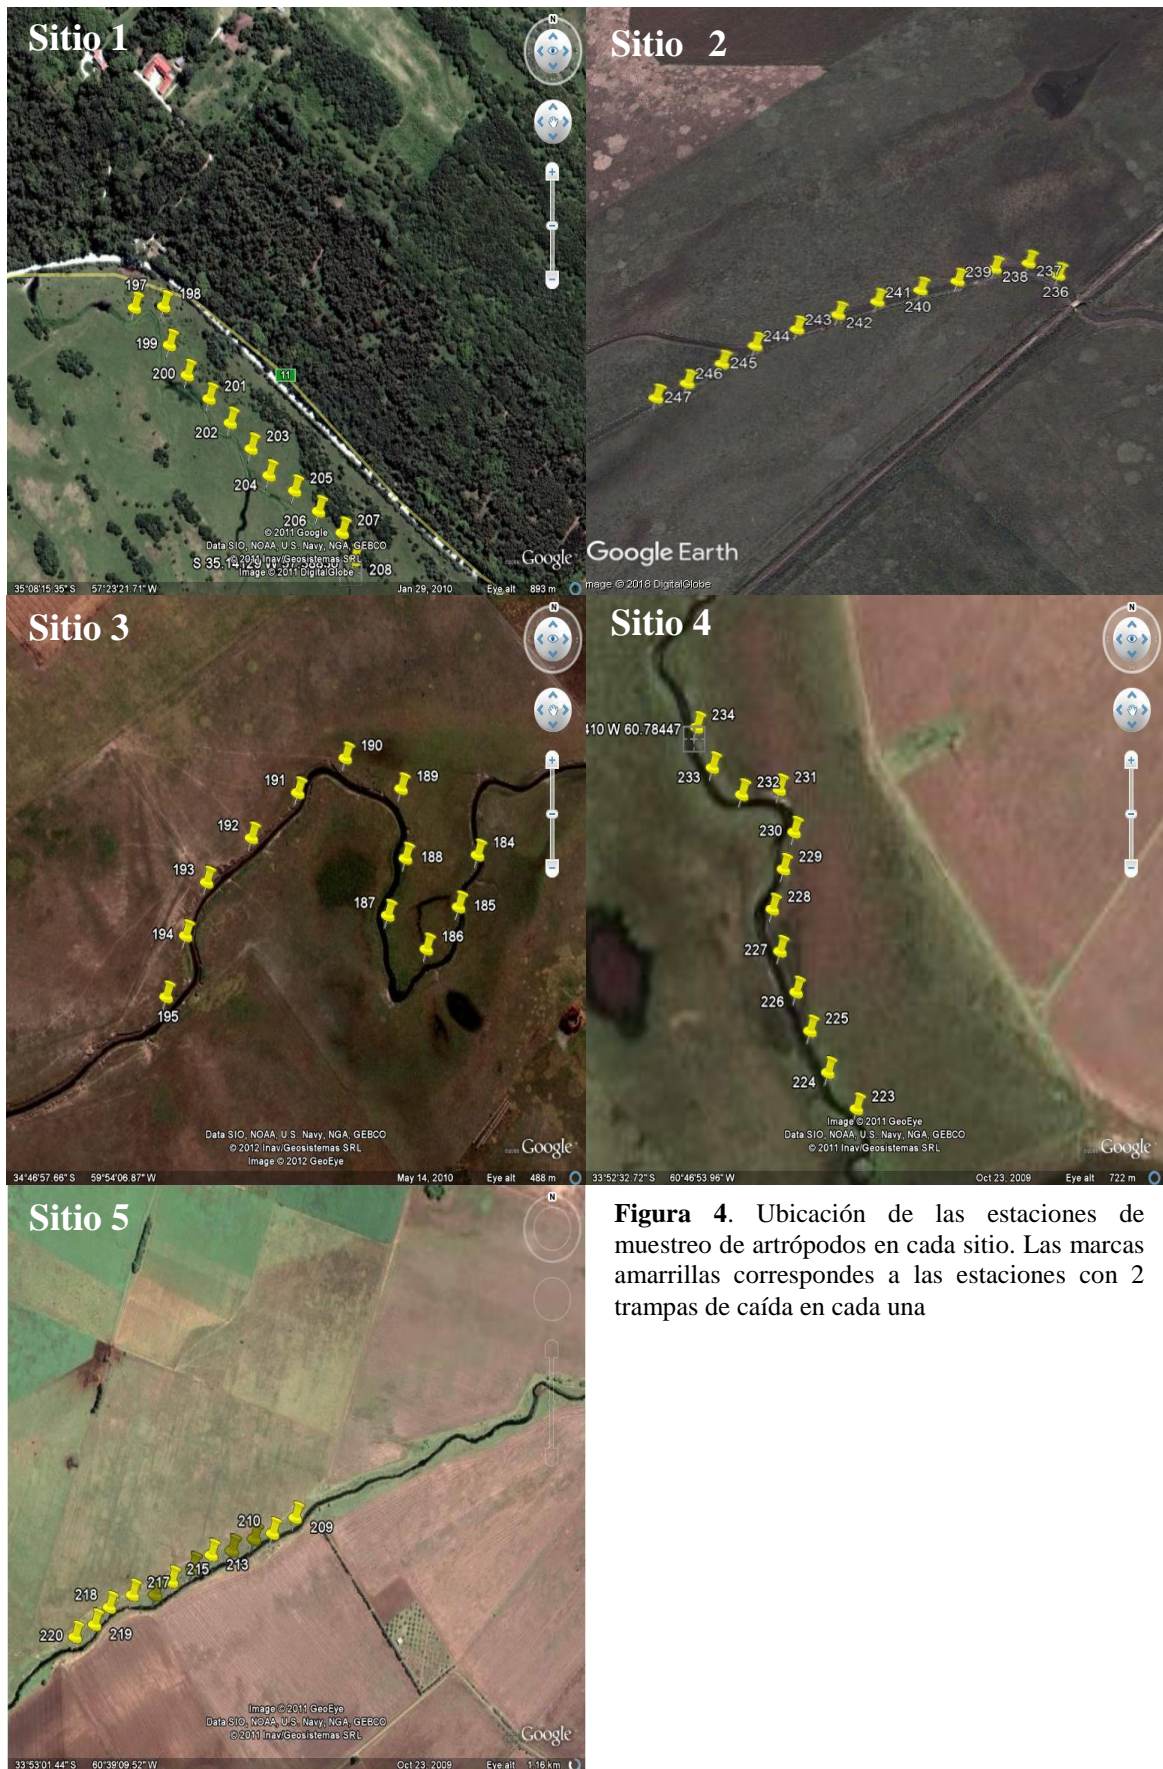 Sitio 1
N
197
198
199
200
201
11
202
203
204
205
206
207
208
© 2011 Google
Data SIO, NOAA, U.S. Navy, NGA, GEBCO
© 2011 Inav/Geosistemas SRL
Image © 2011 DigitalGlobe
S 35.14129 W
Google
35°08'15.35" S 57°23'21.71" W
Jan 29, 2010 Eye alt 893 m
Sitio 2
239
238
237
236
241
240
243
242
244
245
246
247
Google Earth
mage © 2018 DigitalGlobe
Sitio 3
N
190
191
189
192
184
188
193
187
185
194
186
195
Data SIO, NOAA, U.S. Navy, NGA, GEBCO
© 2012 Inav/Geosistemas SRL
Image © 2012 GeoEye
Google
34°46'57.66" S 59°54'06.87" W
May 14, 2010 Eye alt 488 m
Sitio 4
N
234
410 W 60.78447
233
232
231
230
229
228
227
226
225
224
223
Image © 2011 GeoEye
Data SIO, NOAA, U.S. Navy, NGA, GEBCO
© 2011 Inav/Geosistemas SRL
Google
33°52'32.72" S 60°46'53.96" W
Oct 23, 2009 Eye alt 722 m
Sitio 5
N
210
209
213
215
217
218
219
220
Image © 2011 GeoEye
Data SIO, NOAA, U.S. Navy, NGA, GEBCO
© 2011 Inav/Geosistemas SRL
Google
33°53'01.44" S 60°39'09.52" W
Oct 23, 2009 Eye alt 1.16 km
Figura 4. Ubicación de las estaciones de
muestreo de artrópodos en cada sitio. Las marcas
amarrillas correspondes a las estaciones con 2
trampas de caída en cada una